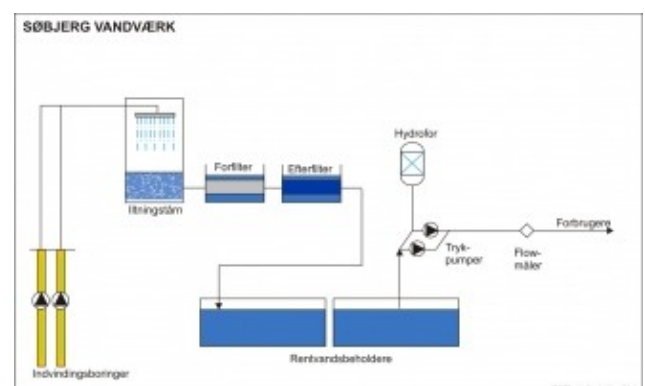 SØBJERG VANDVÆRK
Hydrofor
Forfilter
Efterfilter
Iltningstårn
Forbrugere
Tryk-
pumper
Flow-
måler
Rentvandsbeholdere
Indvindingsboringer